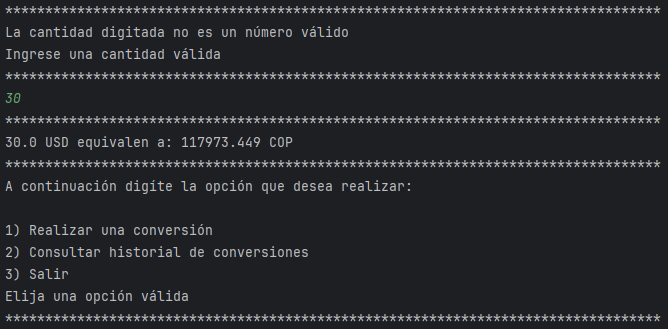 **********************************************************************************
La cantidad digitada no es un número válido
Ingrese una cantidad válida
**********************************************************************************
30
**********************************************************************************
30.0 USD equivalen a: 117973.449 COP
**********************************************************************************
A continuación digite la opción que desea realizar:

1) Realizar una conversión
2) Consultar historial de conversiones
3) Salir
Elija una opción válida
**********************************************************************************